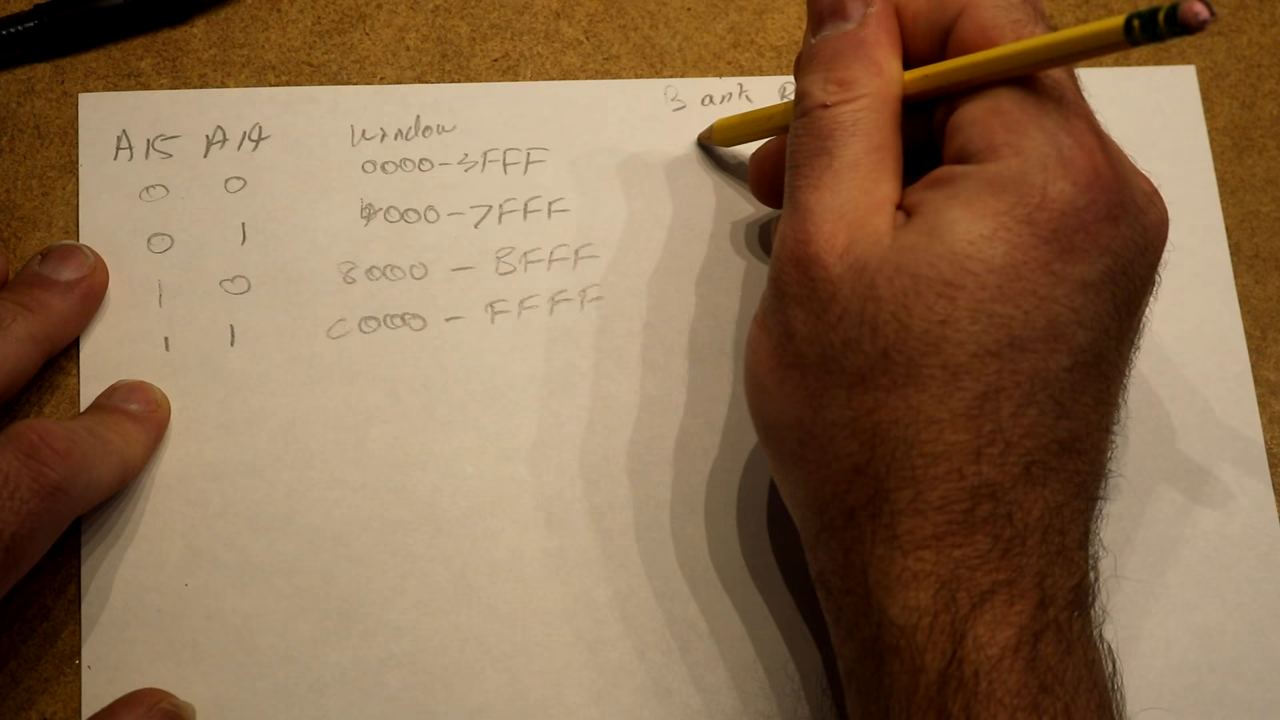 A15 A14 Window Bank R
0 0 0000-3FFF
0 1 4000-7FFF
1 0 8000 - BFFF
1 1 C000 - FFFF